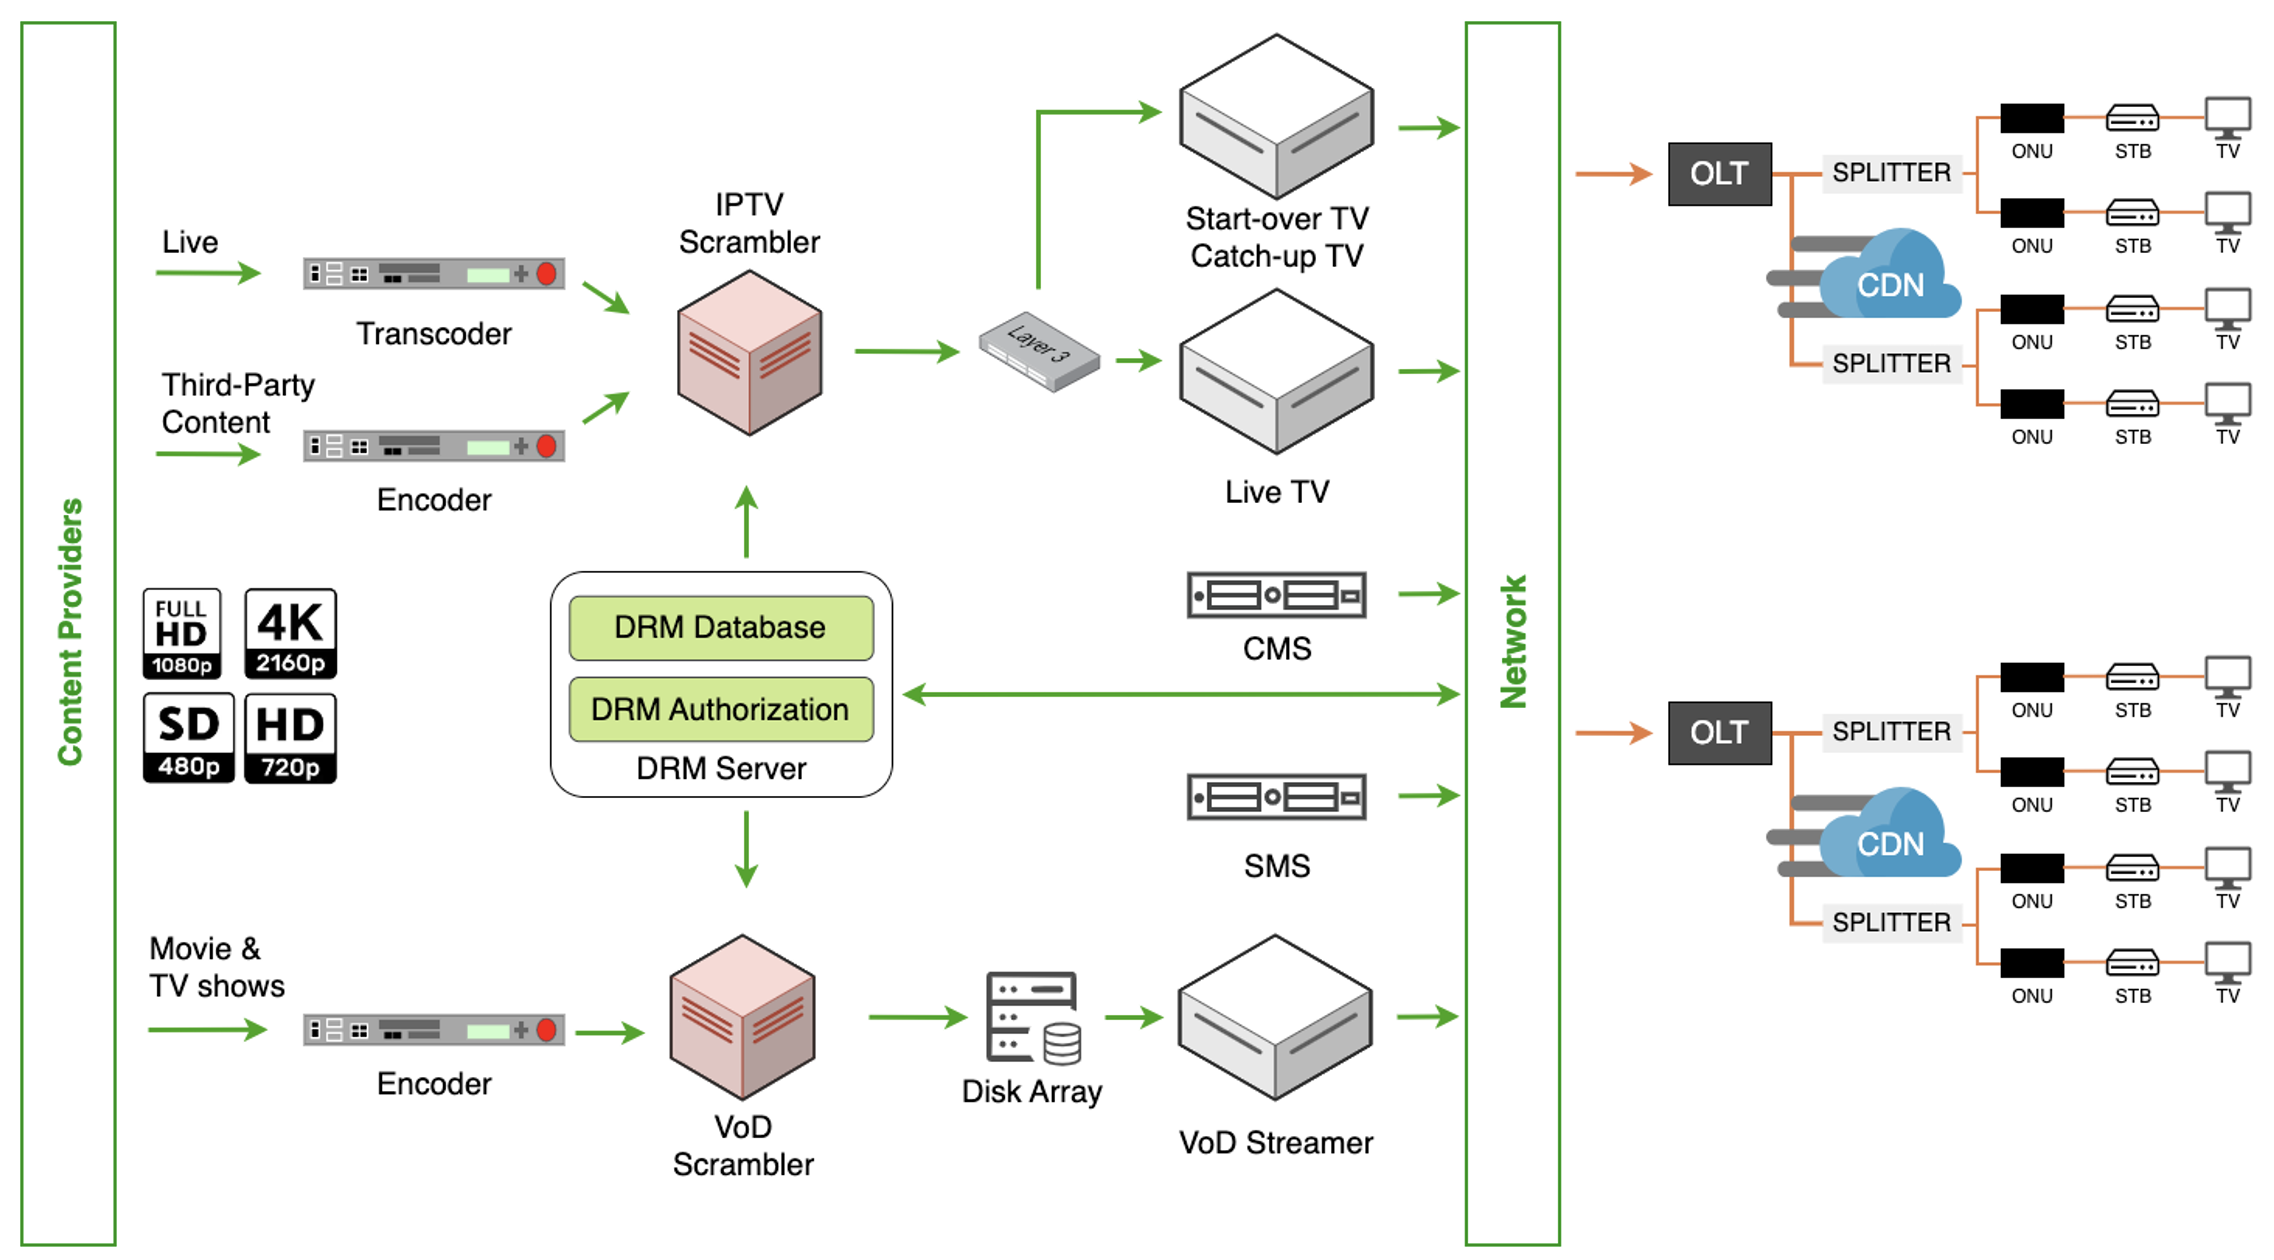 Content Providers
Live
Transcoder
Third-Party
Content
Encoder
FULL
HD
1080p
4K
2160p
SD
480p
HD
720p
Movie &
TV shows
Encoder
IPTV
Scrambler
DRM Database
DRM Authorization
DRM Server
VoD
Scrambler
Layer 3
Disk Array
Start-over TV
Catch-up TV
Live TV
CMS
SMS
VoD Streamer
Network
OLT
SPLITTER
CDN
SPLITTER
ONU
STB
TV
ONU
STB
TV
ONU
STB
TV
ONU
STB
TV
OLT
SPLITTER
CDN
SPLITTER
ONU
STB
TV
ONU
STB
TV
ONU
STB
TV
ONU
STB
TV